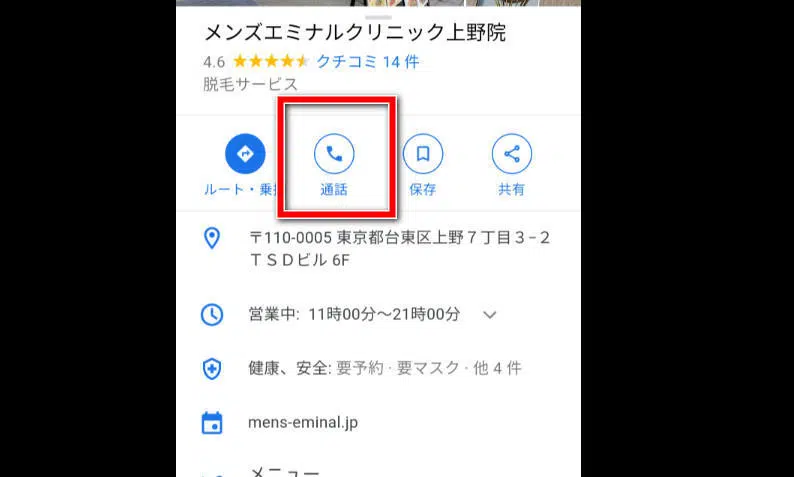 メンズエミナルクリニック上野院
4.6 クチコミ 14 件
脱毛サービス
ルート・乗換
通話
保存
共有
〒110-0005 東京都台東区上野７丁目３−２
ＴＳＤビル 6F
営業中: 11時00分～21時00分
健康、安全: 要予約 · 要マスク · 他 4 件
mens-eminal.jp
メニュー